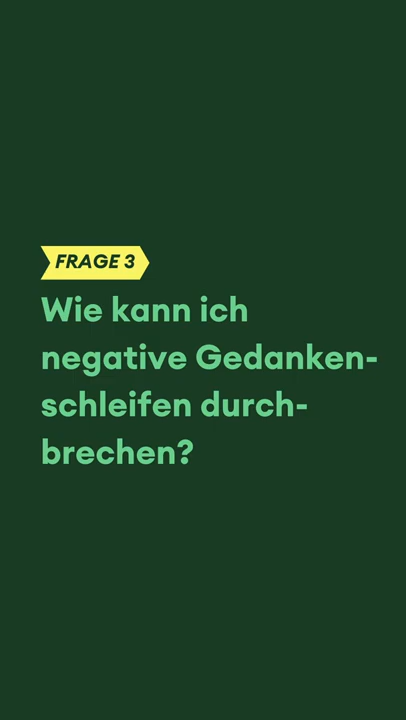 FRAGE 3
Wie kann ich
negative Gedanken-
schleifen durch-
brechen?